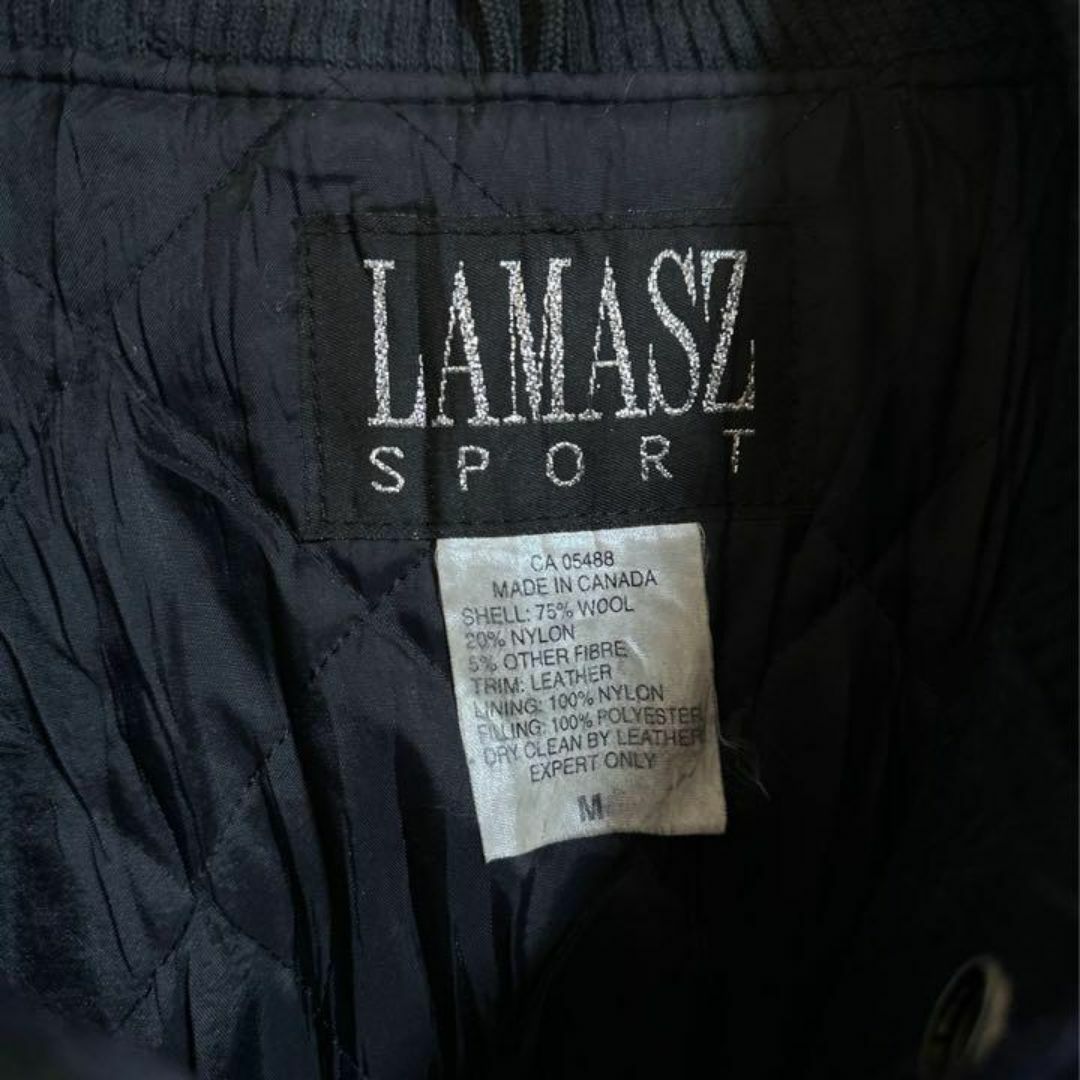 LAMASZ
SPORT
CA 05488
MADE IN CANADA
SHELL: 75% WOOL
20% NYLON
5% OTHER FIBRE
TRIM: LEATHER
LINING: 100% NYLON
FILLING: 100% POLYESTER
DRY CLEAN BY LEATHER
EXPERT ONLY
M